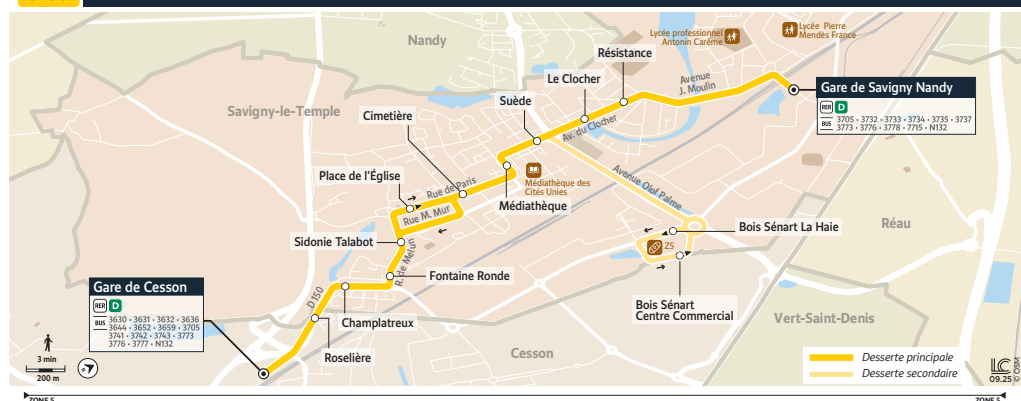 Nandy
Lycée professionnel
Antonin Carême
Lycée Pierre
Mendès France
Résistance
Le Clocher
Avenue
J. Moulin
Gare de Savigny Nandy
RER D
BUS 3705 • 3732 • 3733 • 3734 • 3735 • 3737
3773 • 3776 • 3778 • 7715 • N132
Savigny-le-Temple
Suède
Cimetière
Av. du Clocher
Place de l'Église
Rue de Paris
Médiathèque des
Cités Unies
Avenue Olof Palme
Médiathèque
Rue M. Mur
Sidonie Talabot
Bois Sénart La Haie
Réau
ZS
R. de Melun
Fontaine Ronde
Gare de Cesson
RER D
BUS 3630 • 3631 • 3632 • 3636
3644 • 3652 • 3659 • 3705
3741 • 3742 • 3743 • 3773
3776 • 3777 • N132
D 150
Champlatreux
Bois Sénart
Centre Commercial
Vert-Saint-Denis
Roselière
Cesson
3 min
200 m
Desserte principale
Desserte secondaire
LC
09.25
© OSM
ZONE 5
ZONE 5